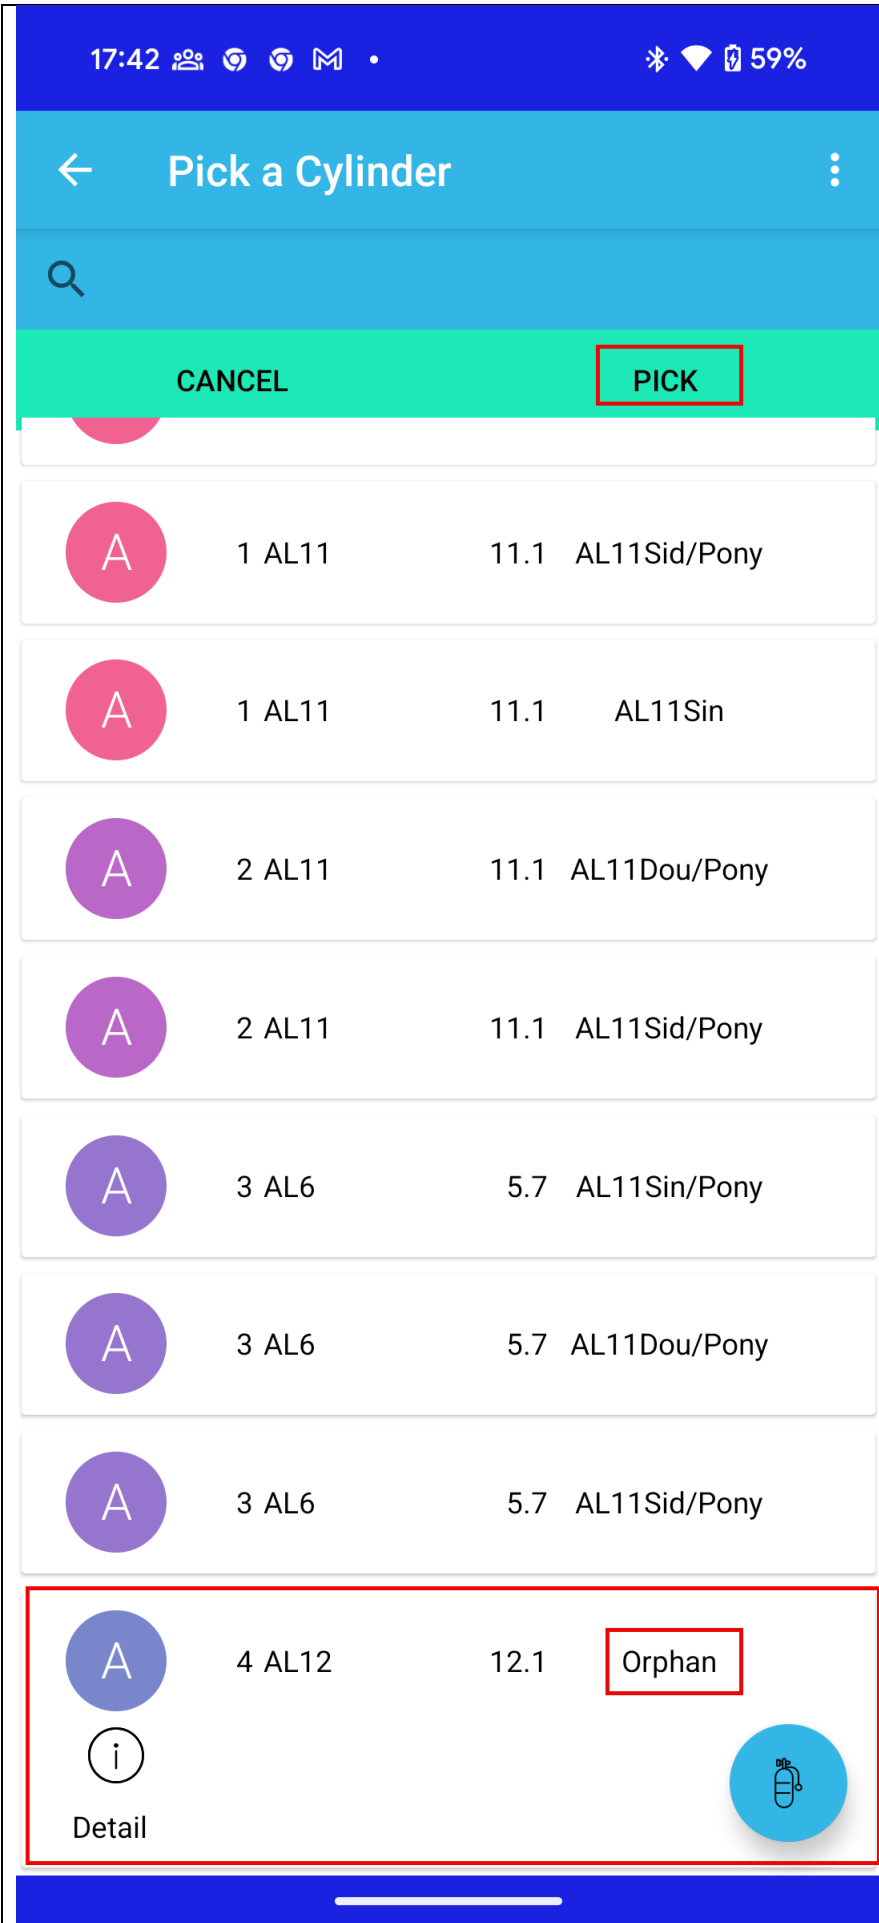 17:42 59%
Pick a Cylinder
CANCEL PICK
A 1 AL11 11.1 AL11Sid/Pony
A 1 AL11 11.1 AL11Sin
A 2 AL11 11.1 AL11Dou/Pony
A 2 AL11 11.1 AL11Sid/Pony
A 3 AL6 5.7 AL11Sin/Pony
A 3 AL6 5.7 AL11Dou/Pony
A 3 AL6 5.7 AL11Sid/Pony
A 4 AL12 12.1 Orphan
Detail